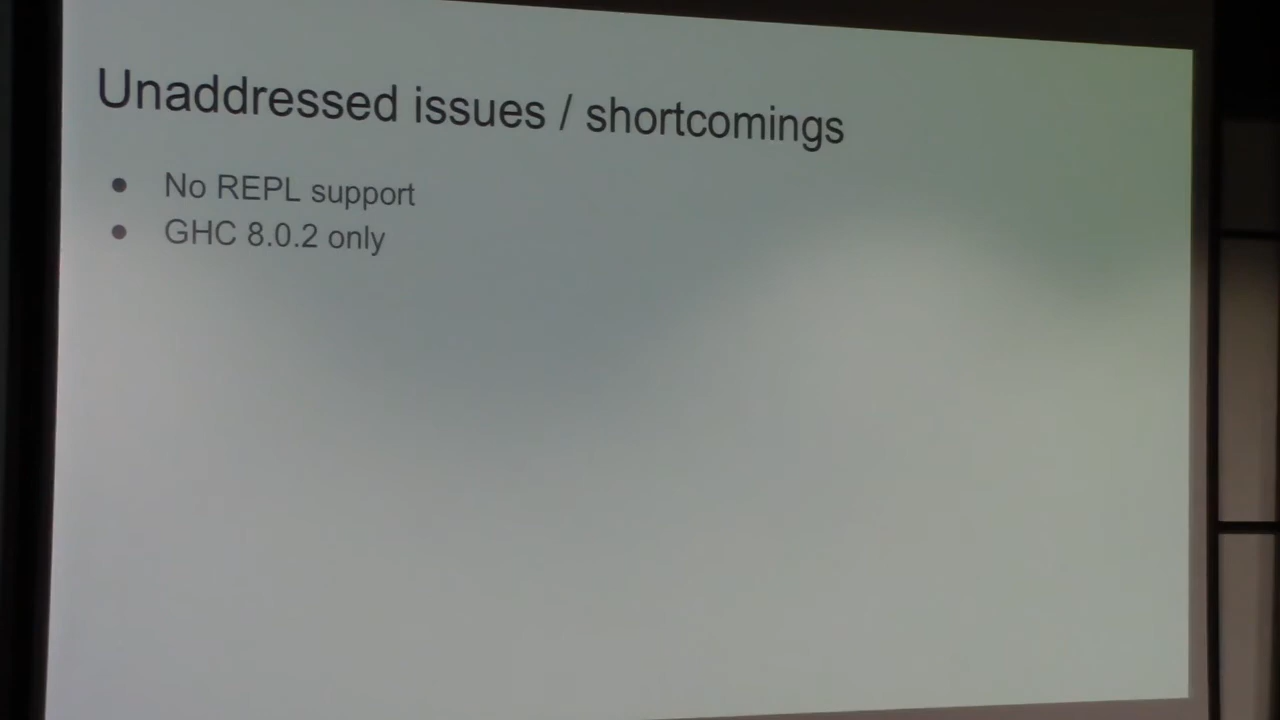 Unaddressed issues / shortcomings
● No REPL support
● GHC 8.0.2 only